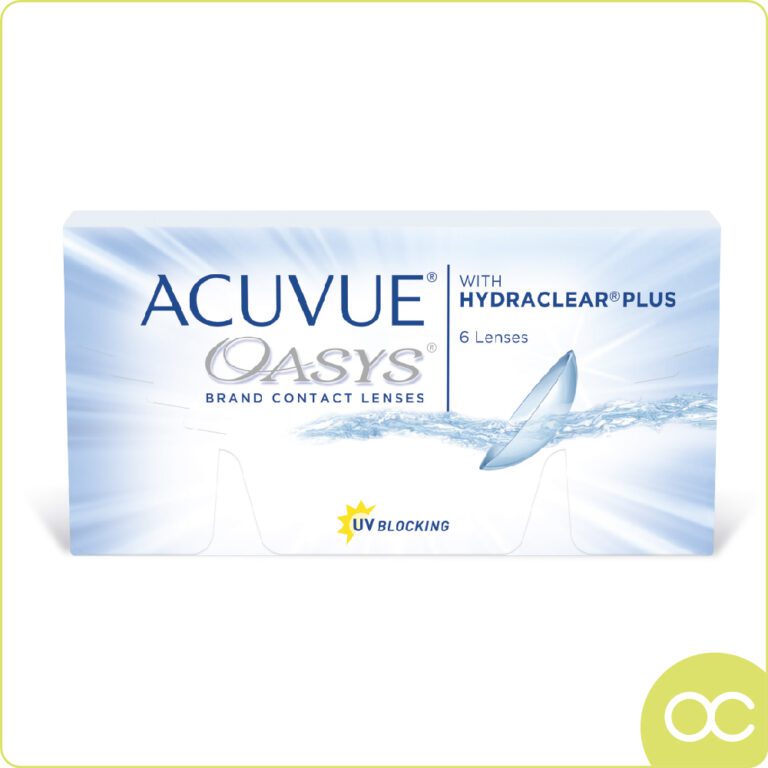 ACUVUE®
OASYS®
BRAND CONTACT LENSES
WITH
HYDRACLEAR® PLUS
6 Lenses
UV BLOCKING
OC